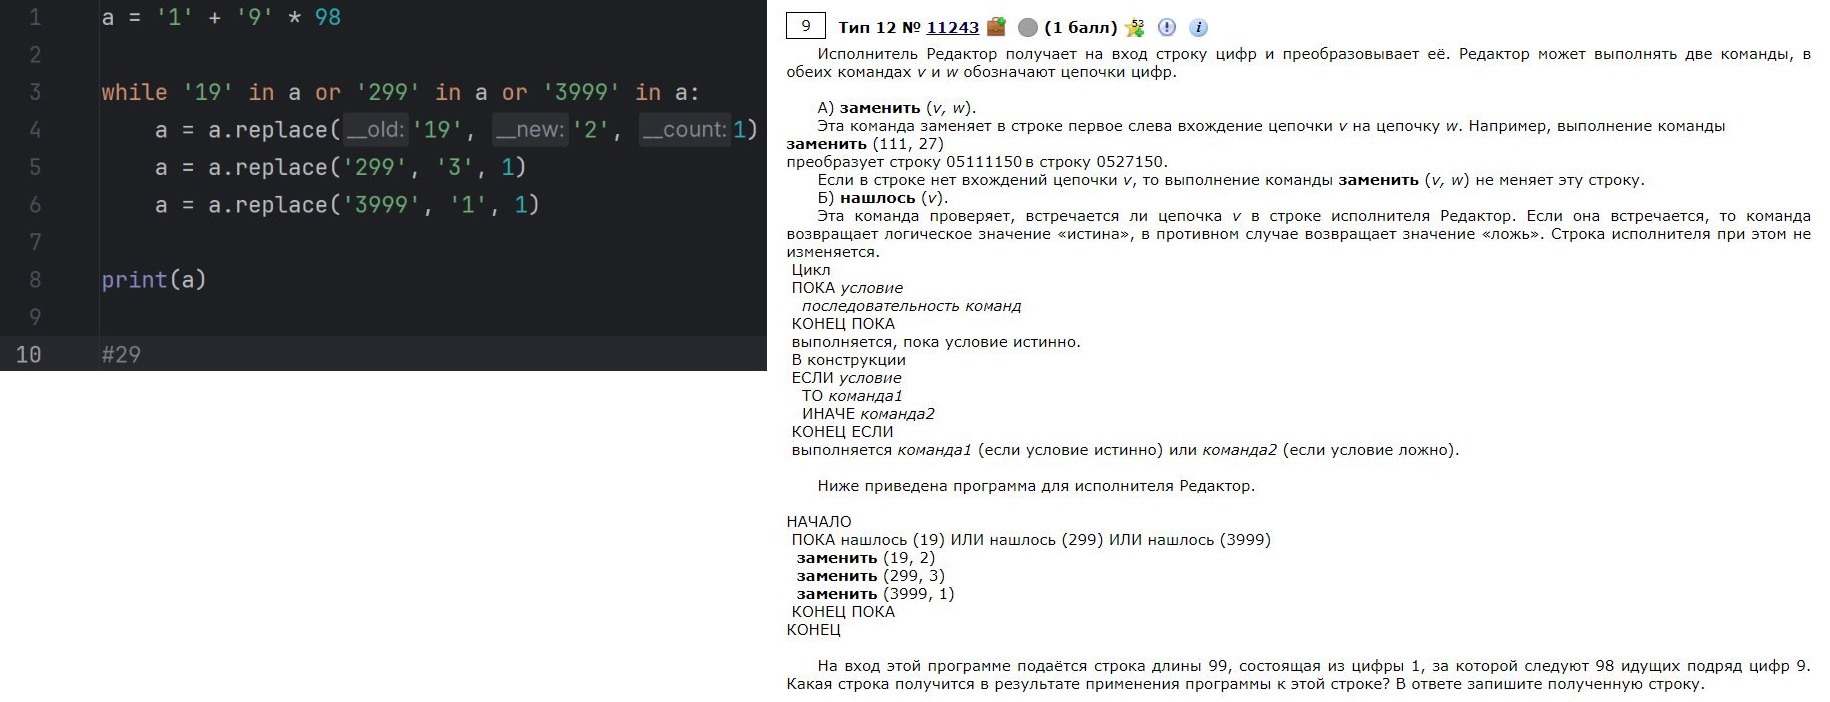 1 a = '1' + '9' * 98
2
3 while '19' in a or '299' in a or '3999' in a:
4 a = a.replace(__old: '19', __new: '2', __count: 1)
5 a = a.replace('299', '3', 1)
6 a = a.replace('3999', '1', 1)
7
8 print(a)
9
10 #29
9 Тип 12 № 11243 (1 балл) 53 i
Исполнитель Редактор получает на вход строку цифр и преобразовывает её. Редактор может выполнять две команды, в
обеих командах v и w обозначают цепочки цифр.
А) заменить (v, w).
Эта команда заменяет в строке первое слева вхождение цепочки v на цепочку w. Например, выполнение команды
заменить (111, 27)
преобразует строку 05111150 в строку 0527150.
Если в строке нет вхождений цепочки v, то выполнение команды заменить (v, w) не меняет эту строку.
Б) нашлось (v).
Эта команда проверяет, встречается ли цепочка v в строке исполнителя Редактор. Если она встречается, то команда
возвращает логическое значение «истина», в противном случае возвращает значение «ложь». Строка исполнителя при этом не
изменяется.
Цикл
ПОКА условие
последовательность команд
КОНЕЦ ПОКА
выполняется, пока условие истинно.
В конструкции
ЕСЛИ условие
ТО команда1
ИНАЧЕ команда2
КОНЕЦ ЕСЛИ
выполняется команда1 (если условие истинно) или команда2 (если условие ложно).
Ниже приведена программа для исполнителя Редактор.
НАЧАЛО
ПОКА нашлось (19) ИЛИ нашлось (299) ИЛИ нашлось (3999)
заменить (19, 2)
заменить (299, 3)
заменить (3999, 1)
КОНЕЦ ПОКА
КОНЕЦ
На вход этой программе подаётся строка длины 99, состоящая из цифры 1, за которой следуют 98 идущих подряд цифр 9.
Какая строка получится в результате применения программы к этой строке? В ответе запишите полученную строку.